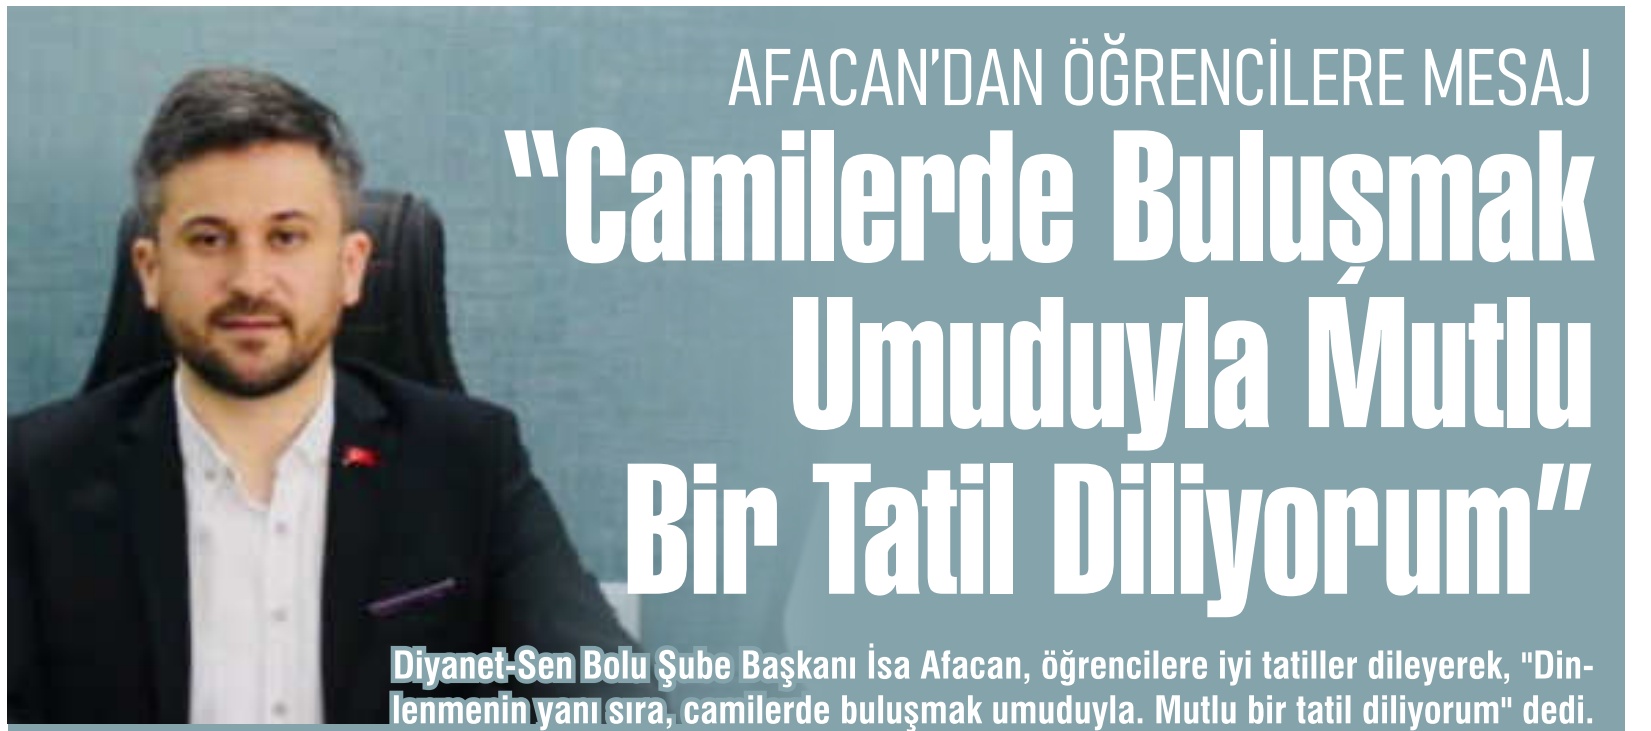 AFACAN’DAN ÖĞRENCİLERE MESAJ
“Camilerde Buluşmak
Umuduyla Mutlu
Bir Tatil Diliyorum”
Diyanet-Sen Bolu Şube Başkanı İsa Afacan, öğrencilere iyi tatiller dileyerek, "Din-
lenmenin yanı sıra, camilerde buluşmak umuduyla. Mutlu bir tatil diliyorum" dedi.